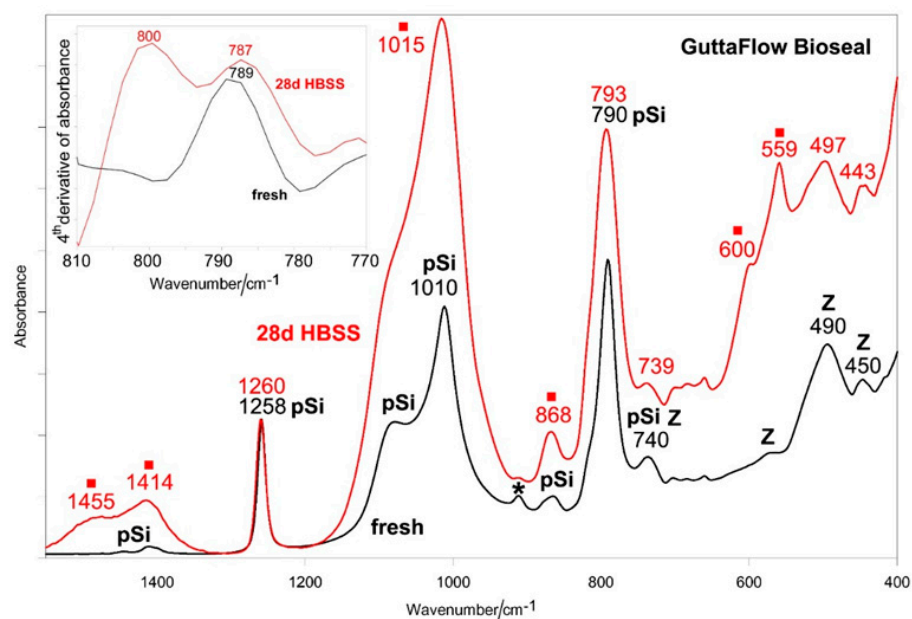 GuttaFlow Bioseal
4th derivative of absorbance
800
787
789
28d HBSS
fresh
810 800 790 780 770
Wavenumber/cm-1
Absorbance
■ 1015
pSi
1010
28d HBSS
1260
1258 pSi
■
1455
■
1414
pSi
fresh
pSi
*
■
868
pSi
793
790 pSi
739
pSi Z
740
■
600
■
559
497
443
Z
Z
490
Z
450
1400 1200 1000 800 600 400
Wavenumber/cm-1